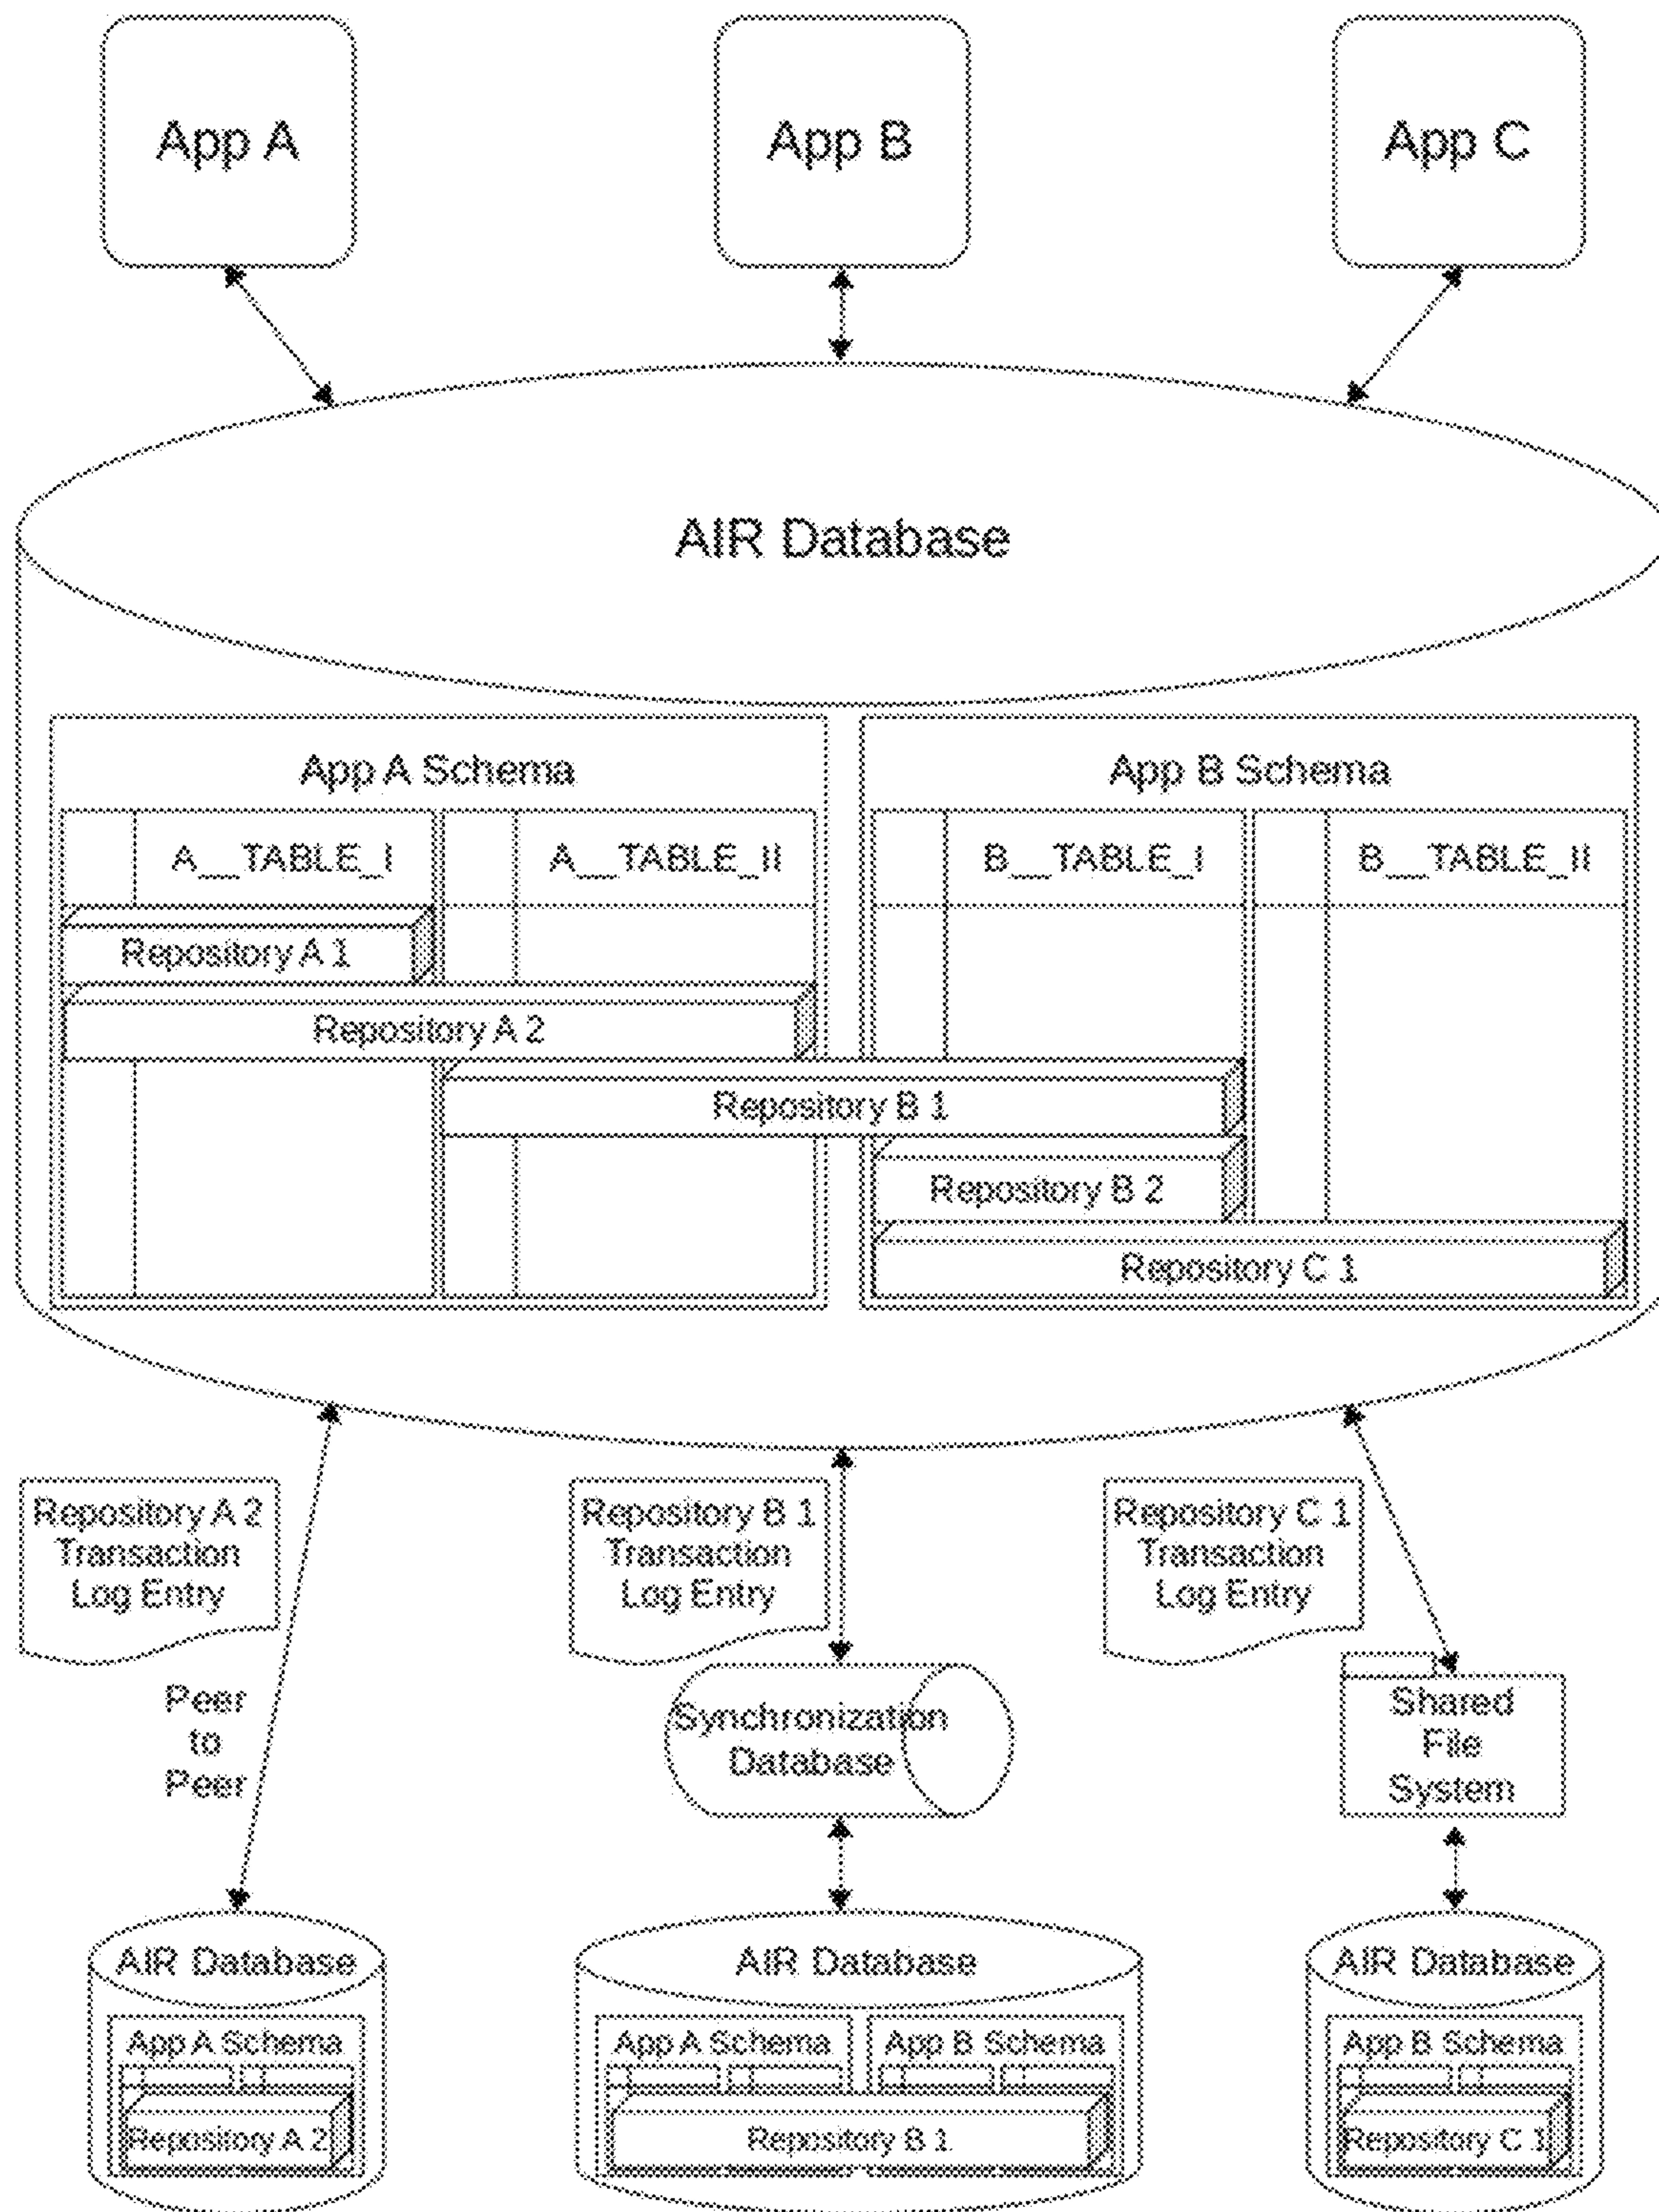 App A
App B
App C
AIR Database
App A Schema
App B Schema
A__TABLE_I
A__TABLE_II
B__TABLE_I
B__TABLE_II
Repository A 1
Repository A 2
Repository B 1
Repository B 2
Repository C 1
Repository A 2
Transaction
Log Entry
Repository B 1
Transaction
Log Entry
Repository C 1
Transaction
Log Entry
Peer
to
Peer
Synchronization
Database
Shared
File
System
AIR Database
AIR Database
AIR Database
App A Schema
App A Schema
App B Schema
App B Schema
Repository A 2
Repository B 1
Repository C 1